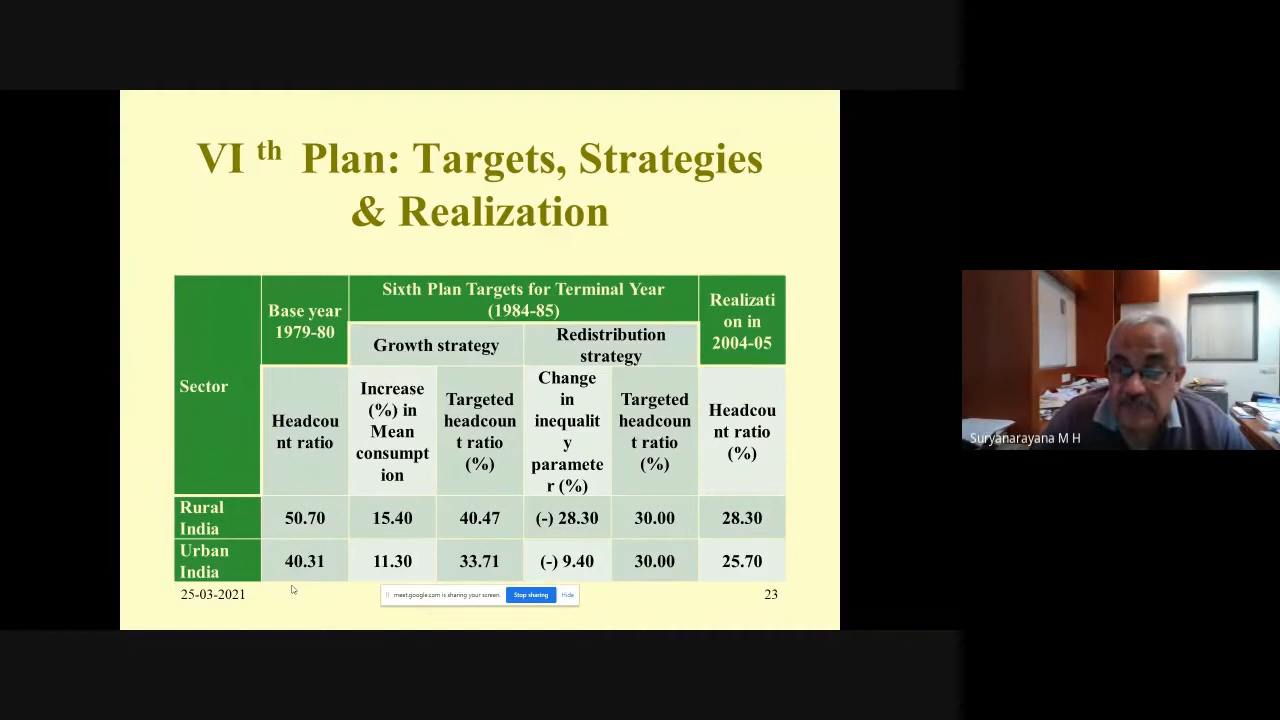 VI th Plan: Targets, Strategies
& Realization
Sector
Base year
1979-80
Sixth Plan Targets for Terminal Year
(1984-85)
Realizati
on in
2004-05
Growth strategy
Redistribution
strategy
Headcou
nt ratio
Increase
(%) in
Mean
consumpt
ion
Targeted
headcoun
t ratio
(%)
Change
in
inequalit
y
paramete
r (%)
Targeted
headcoun
t ratio
(%)
Headcou
nt ratio
(%)
Rural
India
50.70
15.40
40.47
(-) 28.30
30.00
28.30
Urban
India
40.31
11.30
33.71
(-) 9.40
30.00
25.70
25-03-2021
meet.google.com is sharing your screen.
Stop sharing
Hide
23
Suryanarayana M H